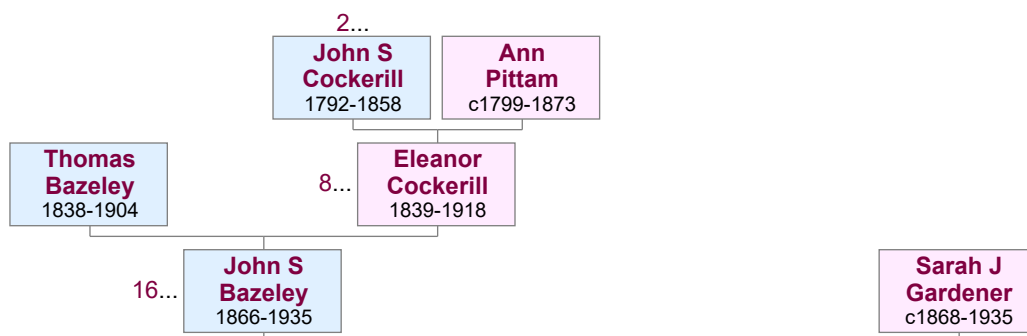 2...
John S
Cockerill
1792-1858
Ann
Pittam
c1799-1873
Thomas
Bazeley
1838-1904
8...
Eleanor
Cockerill
1839-1918
16...
John S
Bazeley
1866-1935
Sarah J
Gardener
c1868-1935